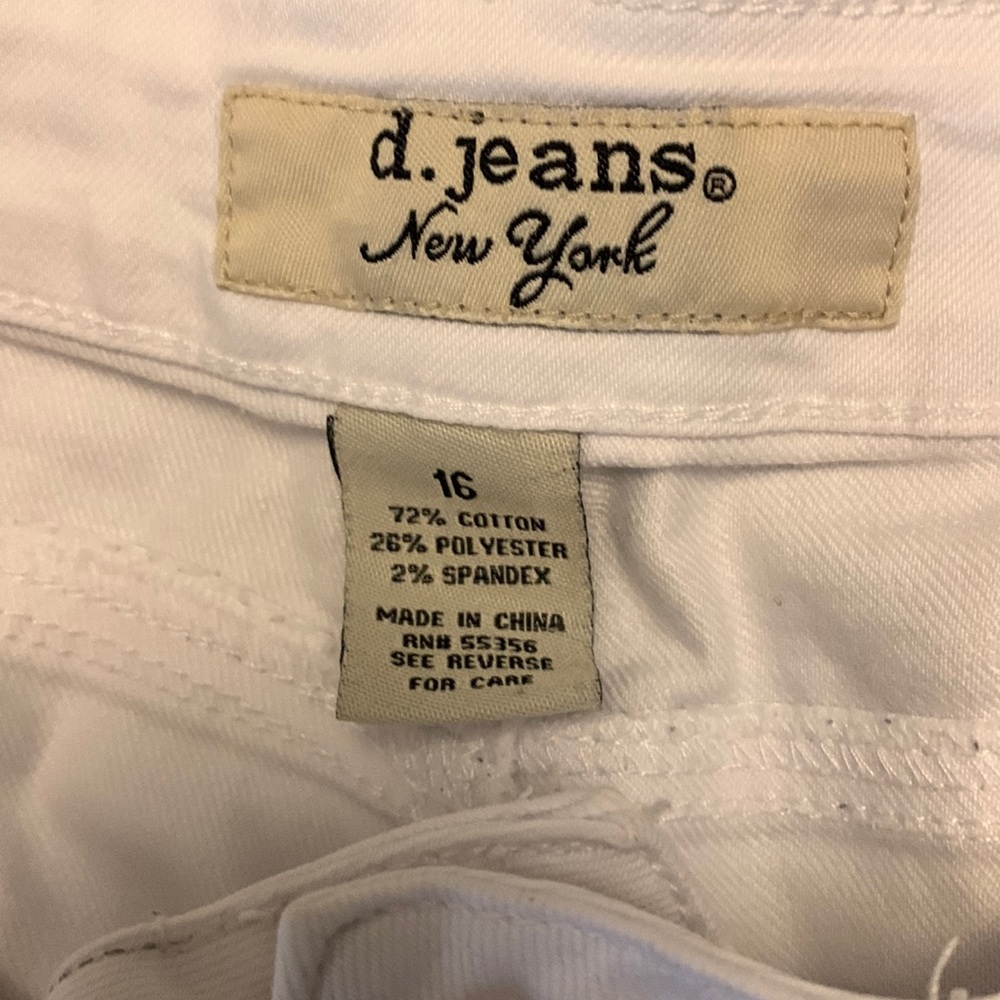 d.jeans®
New York
16
72% COTTON
26% POLYESTER
2% SPANDEX
MADE IN CHINA
RN# 55356
SEE REVERSE
FOR CARE